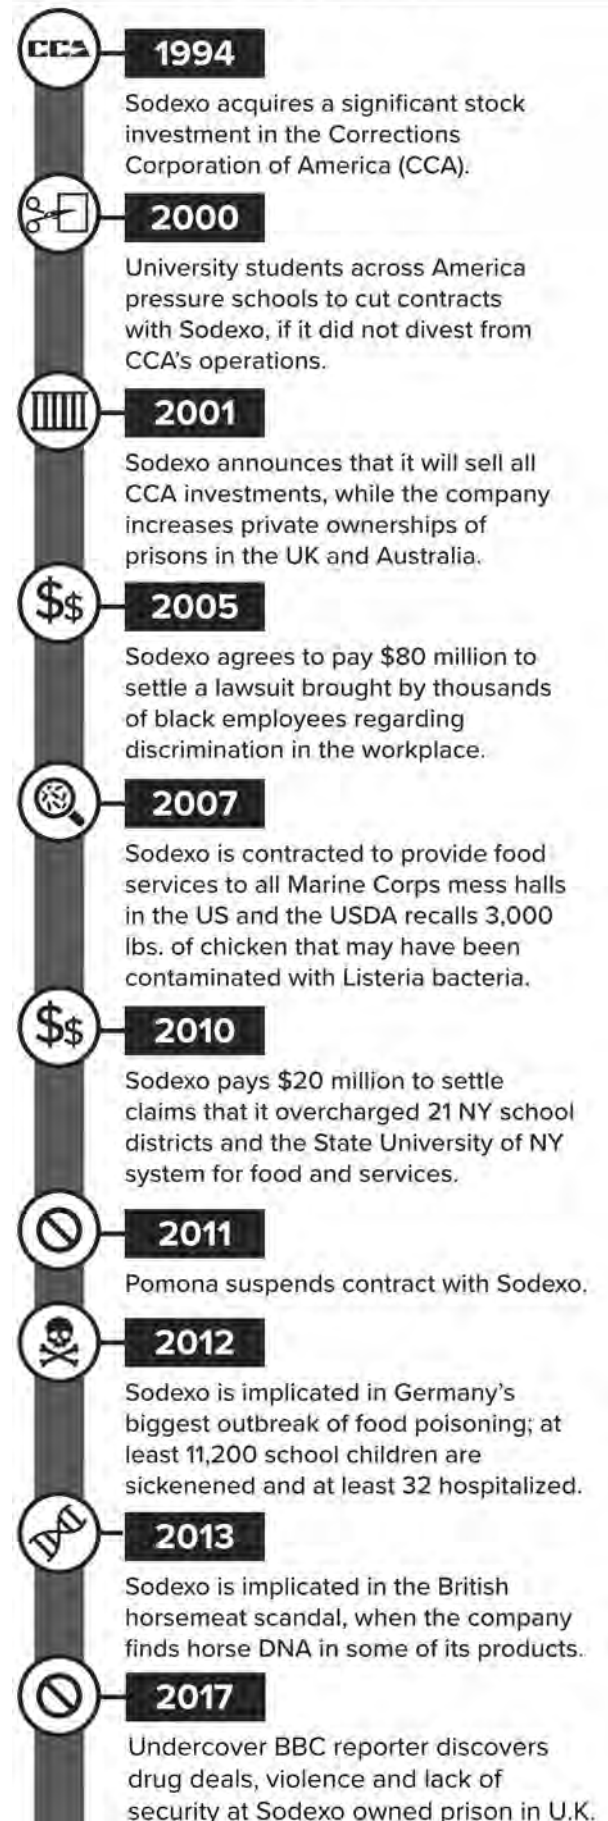 CCA
1994
Sodexo acquires a significant stock
investment in the Corrections
Corporation of America (CCA).
2000
University students across America
pressure schools to cut contracts
with Sodexo, if it did not divest from
CCA's operations.
2001
Sodexo announces that it will sell all
CCA investments, while the company
increases private ownerships of
prisons in the UK and Australia.
$$
2005
Sodexo agrees to pay $80 million to
settle a lawsuit brought by thousands
of black employees regarding
discrimination in the workplace.
2007
Sodexo is contracted to provide food
services to all Marine Corps mess halls
in the US and the USDA recalls 3,000
lbs. of chicken that may have been
contaminated with Listeria bacteria.
$$
2010
Sodexo pays $20 million to settle
claims that it overcharged 21 NY school
districts and the State University of NY
system for food and services.
2011
Pomona suspends contract with Sodexo.
2012
Sodexo is implicated in Germany's
biggest outbreak of food poisoning; at
least 11,200 school children are
sickenened and at least 32 hospitalized.
2013
Sodexo is implicated in the British
horsemeat scandal, when the company
finds horse DNA in some of its products.
2017
Undercover BBC reporter discovers
drug deals, violence and lack of
security at Sodexo owned prison in U.K.